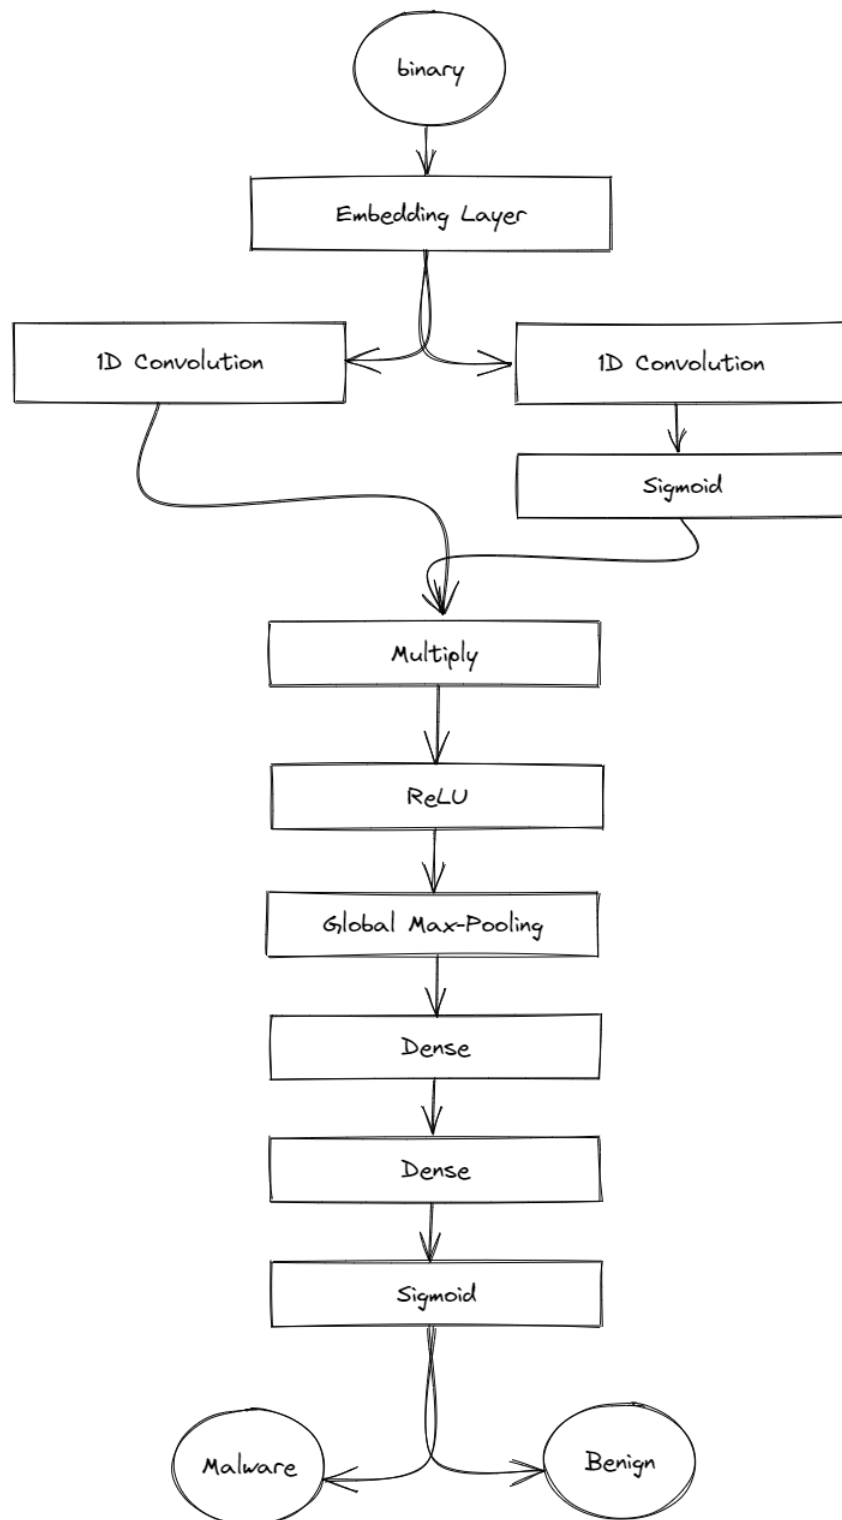 binary
Embedding Layer
1D Convolution
1D Convolution
Sigmoid
Multiply
ReLU
Global Max-Pooling
Dense
Dense
Sigmoid
Malware
Benign